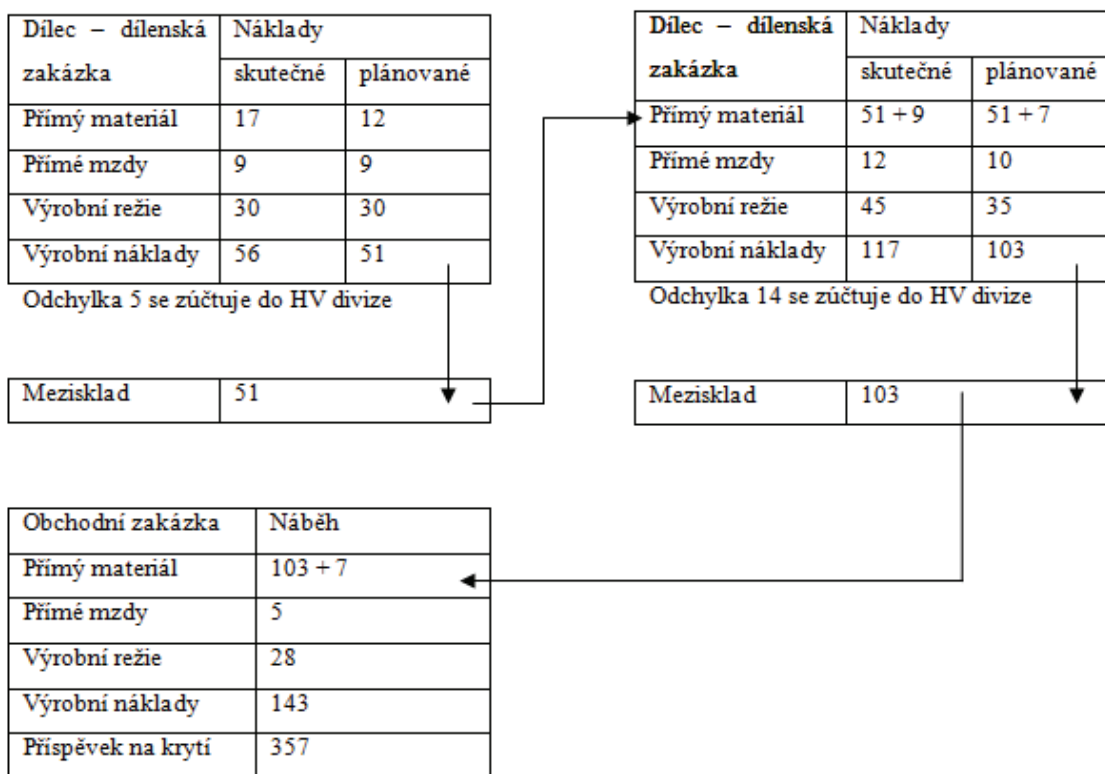 Dílec – dílenská zakázka Náklady
skutečné plánované
Přímý materiál 17 12
Přímé mzdy 9 9
Výrobní režie 30 30
Výrobní náklady 56 51
Odchylka 5 se zúčtuje do HV divize
Mezisklad 51
Dílec – dílenská zakázka Náklady
skutečné plánované
Přímý materiál 51 + 9 51 + 7
Přímé mzdy 12 10
Výrobní režie 45 35
Výrobní náklady 117 103
Odchylka 14 se zúčtuje do HV divize
Mezisklad 103
Obchodní zakázka Náběh
Přímý materiál 103 + 7
Přímé mzdy 5
Výrobní režie 28
Výrobní náklady 143
Příspěvek na krytí 357